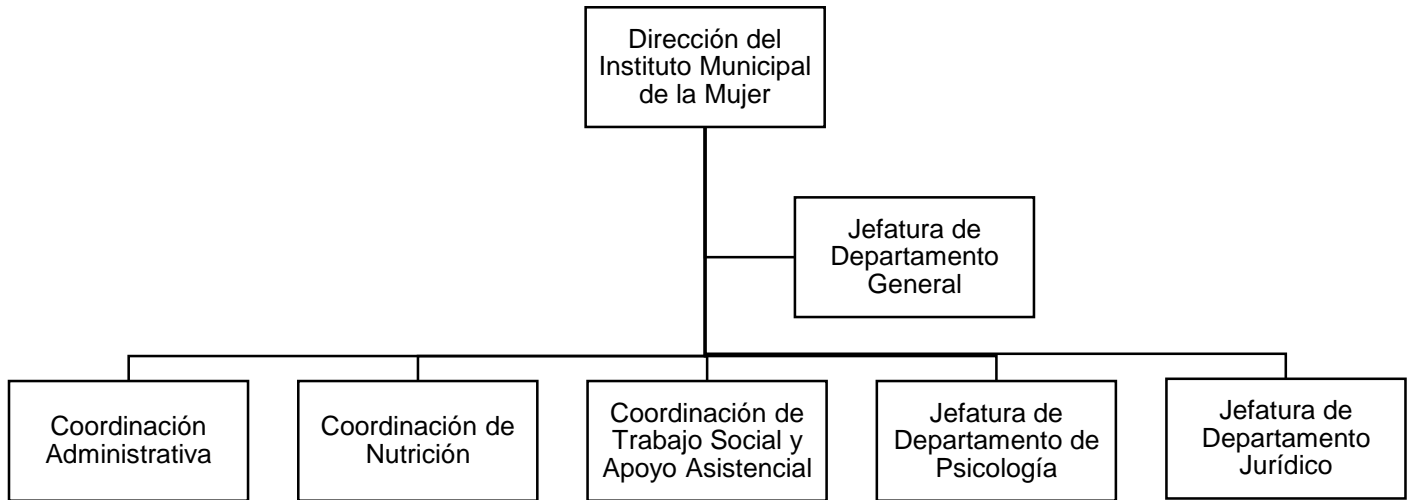 Dirección del
Instituto Municipal
de la Mujer
Jefatura de
Departamento
General
Coordinación
Administrativa
Coordinación de
Nutrición
Coordinación de
Trabajo Social y
Apoyo Asistencial
Jefatura de
Departamento de
Psicología
Jefatura de
Departamento
Jurídico